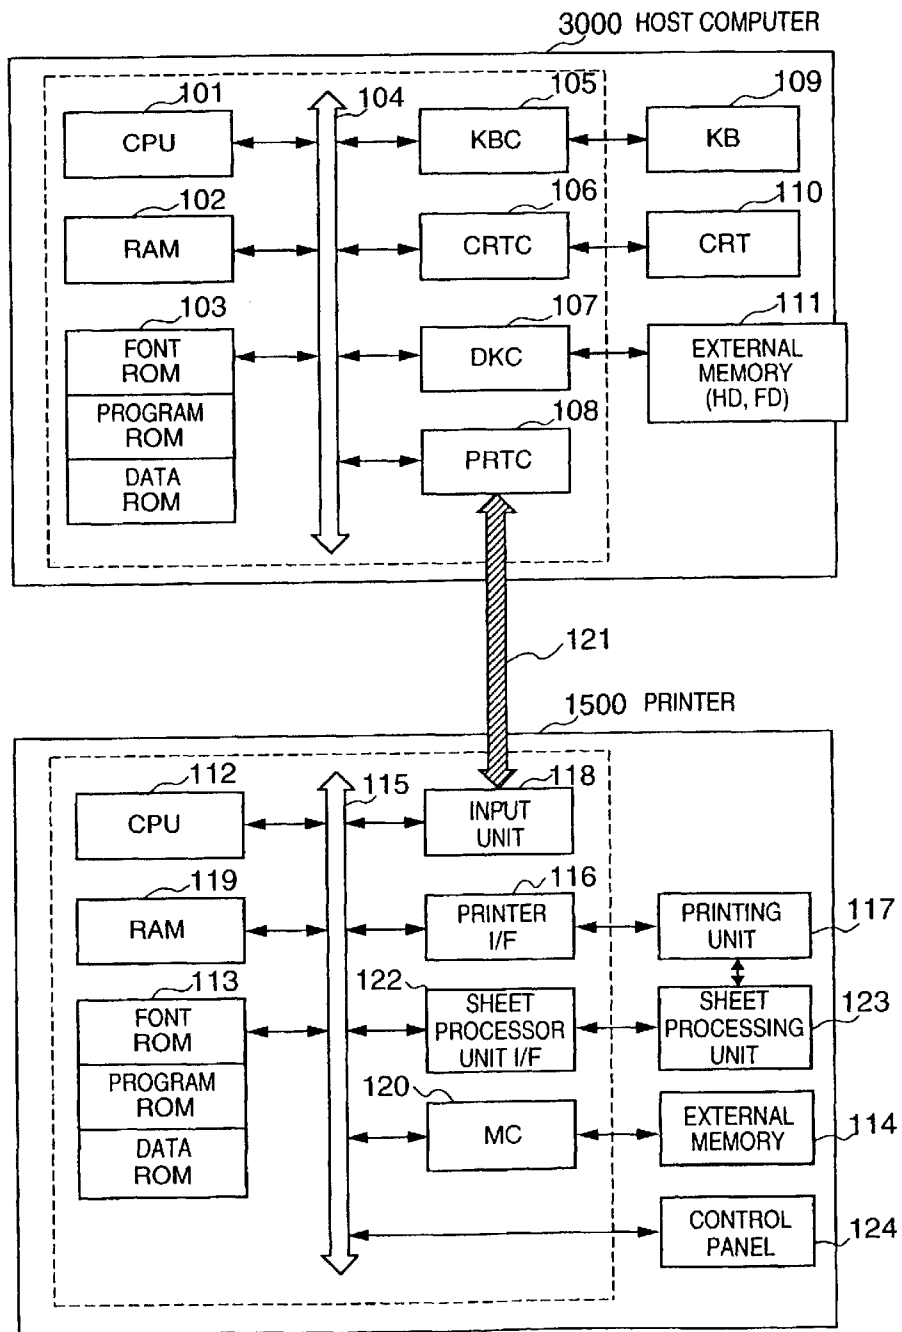 3000 HOST COMPUTER
101
104
105
109
CPU
KBC
KB
102
106
110
RAM
CRTC
CRT
103
107
111
FONT
ROM
DKC
EXTERNAL
MEMORY
(HD, FD)
PROGRAM
ROM
108
PRTC
DATA
ROM
121
1500 PRINTER
112
115
118
CPU
INPUT
UNIT
119
116
RAM
PRINTER
I/F
PRINTING
UNIT
117
113
122
FONT
ROM
SHEET
PROCESSOR
UNIT I/F
SHEET
PROCESSING
UNIT
123
PROGRAM
ROM
120
MC
EXTERNAL
MEMORY
114
DATA
ROM
CONTROL
PANEL
124